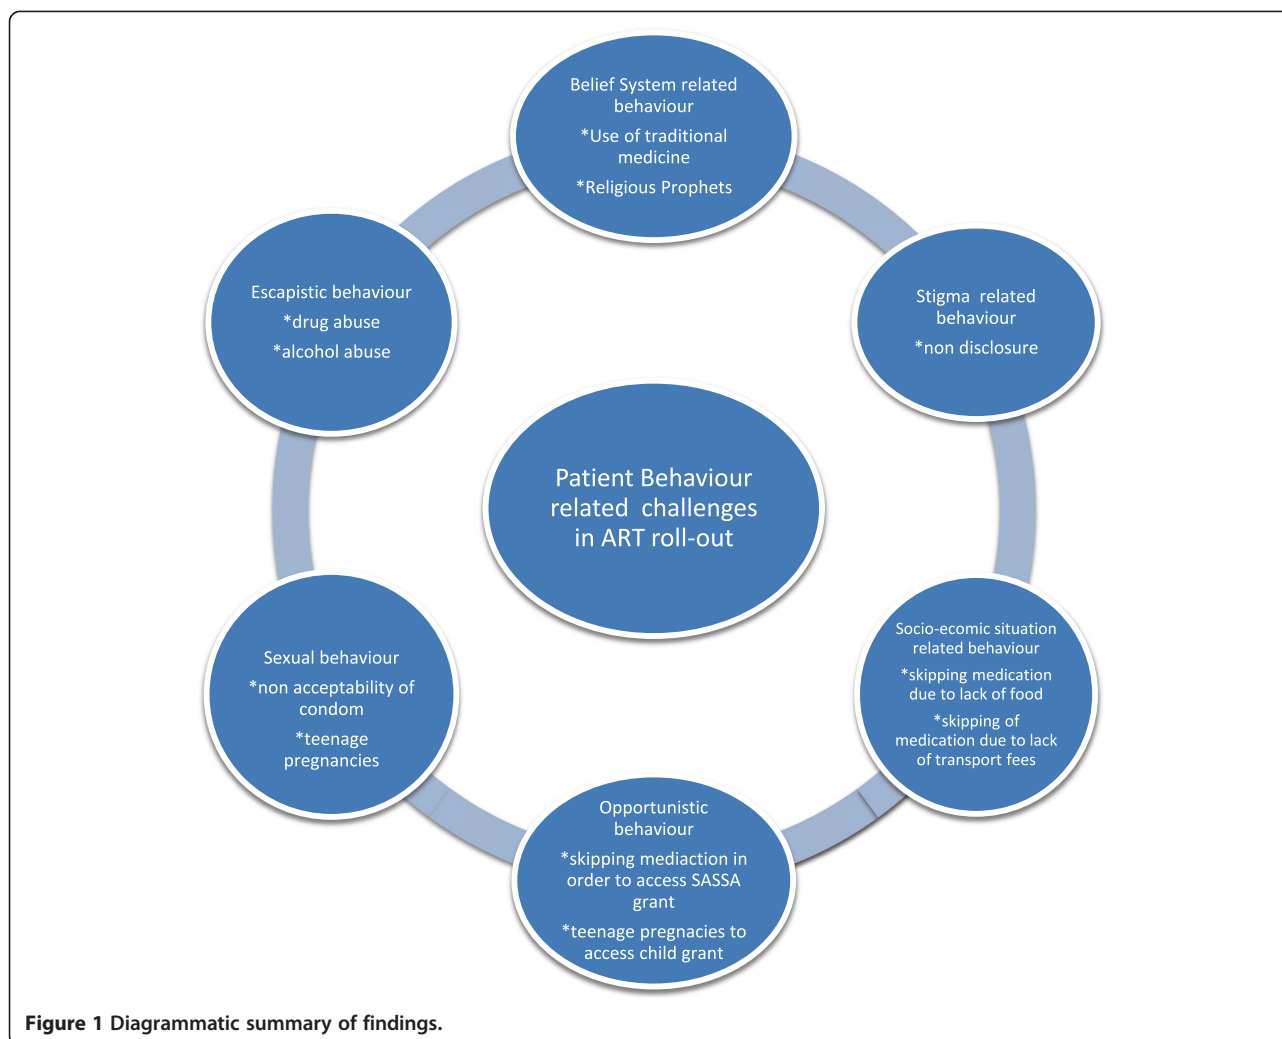 Belief System related
behaviour
*Use of traditional
medicine
*Religious Prophets
Stigma related
behaviour
*non disclosure
Socio-ecomic situation
related behaviour
*skipping medication
due to lack of food
*skipping of
medication due to lack
of transport fees
Opportunistic
behaviour
*skipping mediaction in
order to access SASSA
grant
*teenage pregnacies to
access child grant
Sexual behaviour
*non acceptability of
condom
*teenage
pregnancies
Escapistic behaviour
*drug abuse
*alcohol abuse
Patient Behaviour
related challenges
in ART roll-out
Figure 1 Diagrammatic summary of findings.